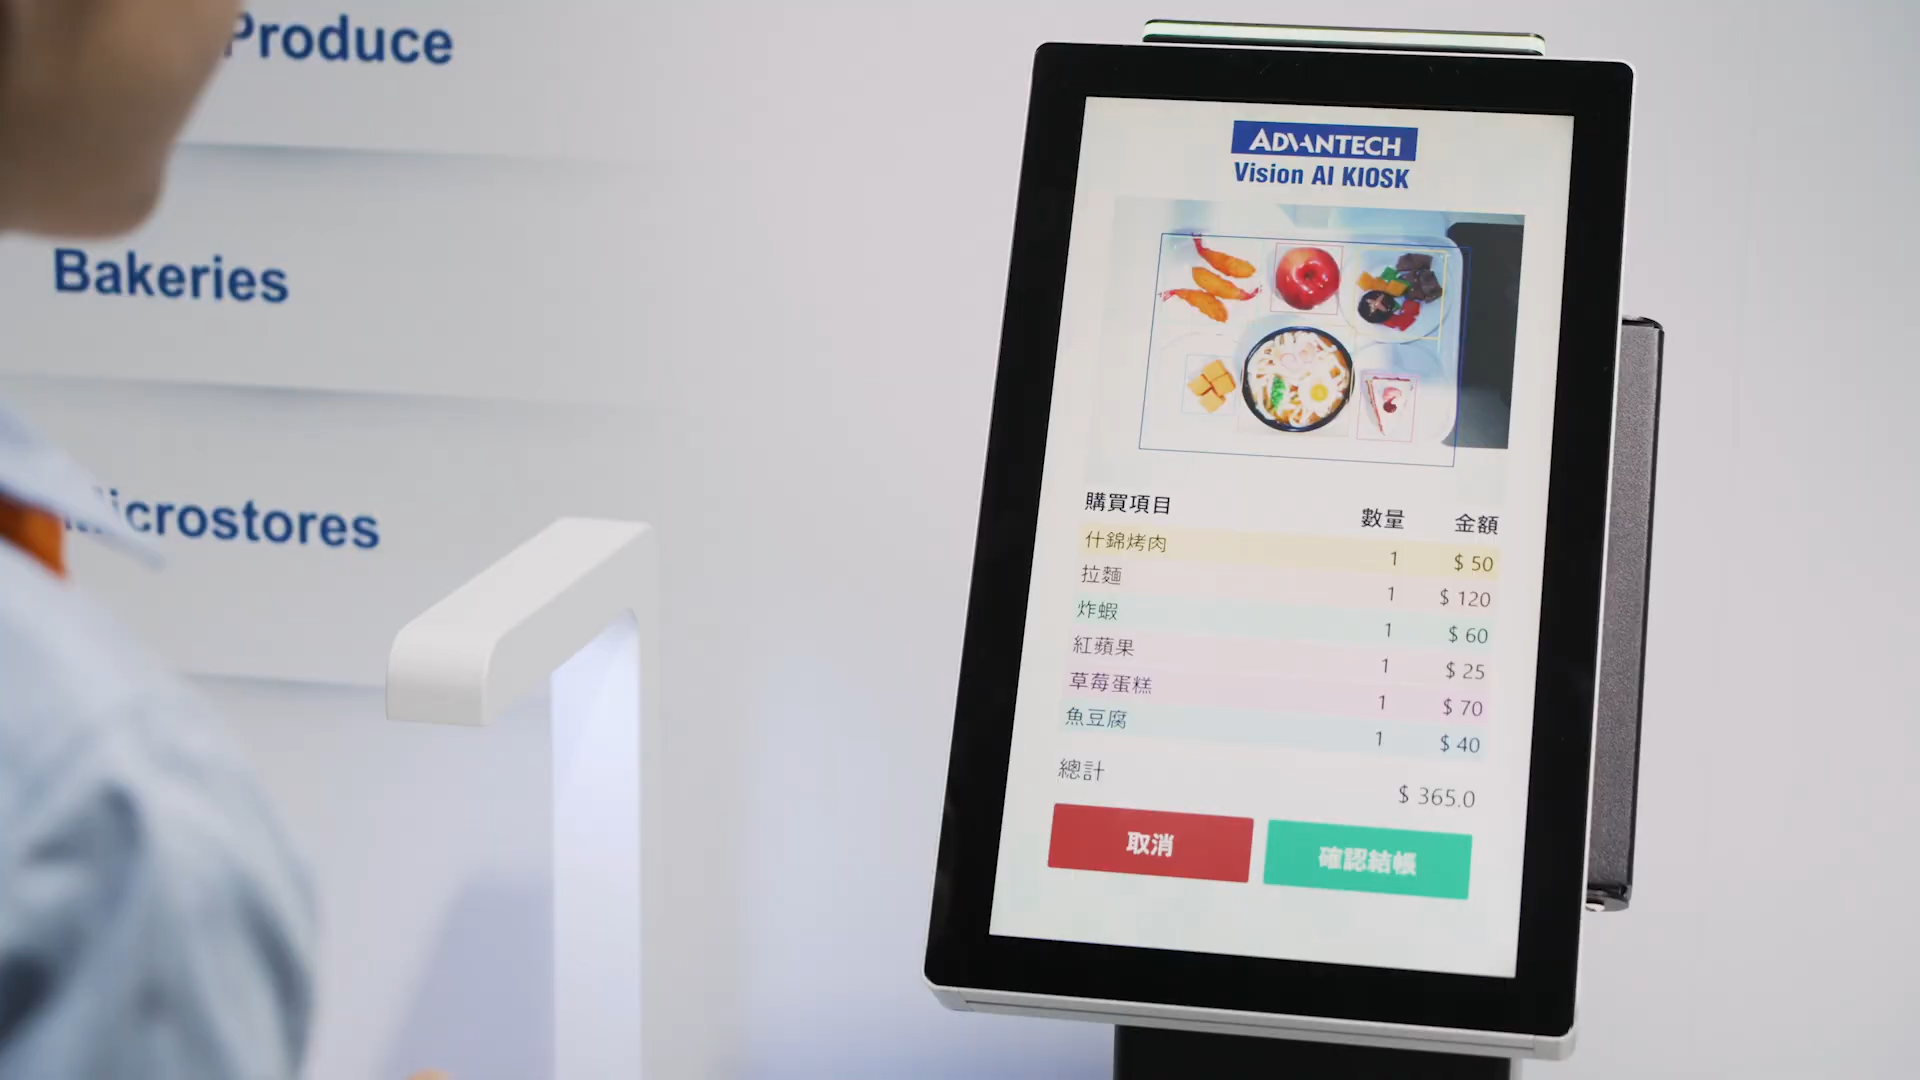 Produce
Bakeries
Microstores
ADVANTECH
Vision AI KIOSK
購買項目 數量 金額
什錦烤肉 1 $ 50
拉麵 1 $ 120
炸蝦 1 $ 60
紅蘋果 1 $ 25
草莓蛋糕 1 $ 70
魚豆腐 1 $ 40
總計 $ 365.0
取消 確認結帳